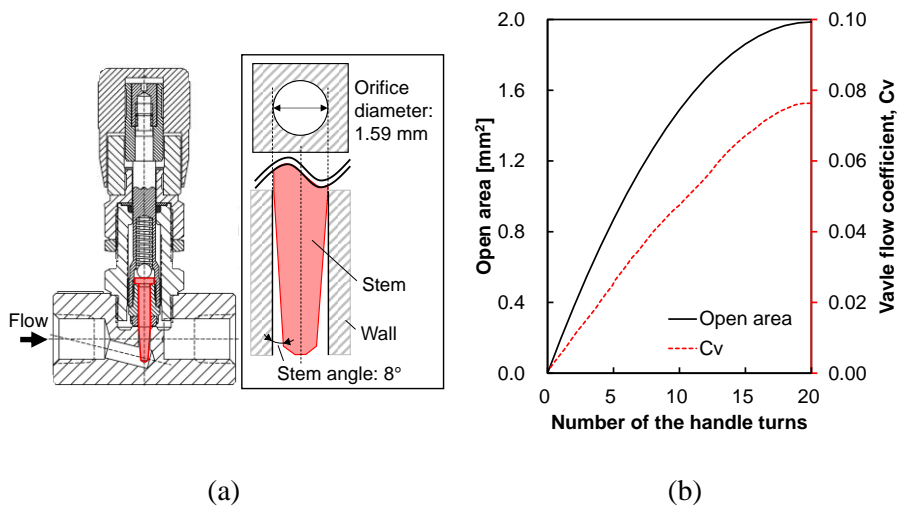 Flow
Orifice
diameter:
1.59 mm
Stem
Wall
Stem angle: 8°
(a)
2.0
1.6
1.2
0.8
0.4
0.0
Open area [mm²]
0.10
0.08
0.06
0.04
0.02
0.00
Vavle flow coefficient, Cv
Open area
Cv
0 5 10 15 20
Number of the handle turns
(b)